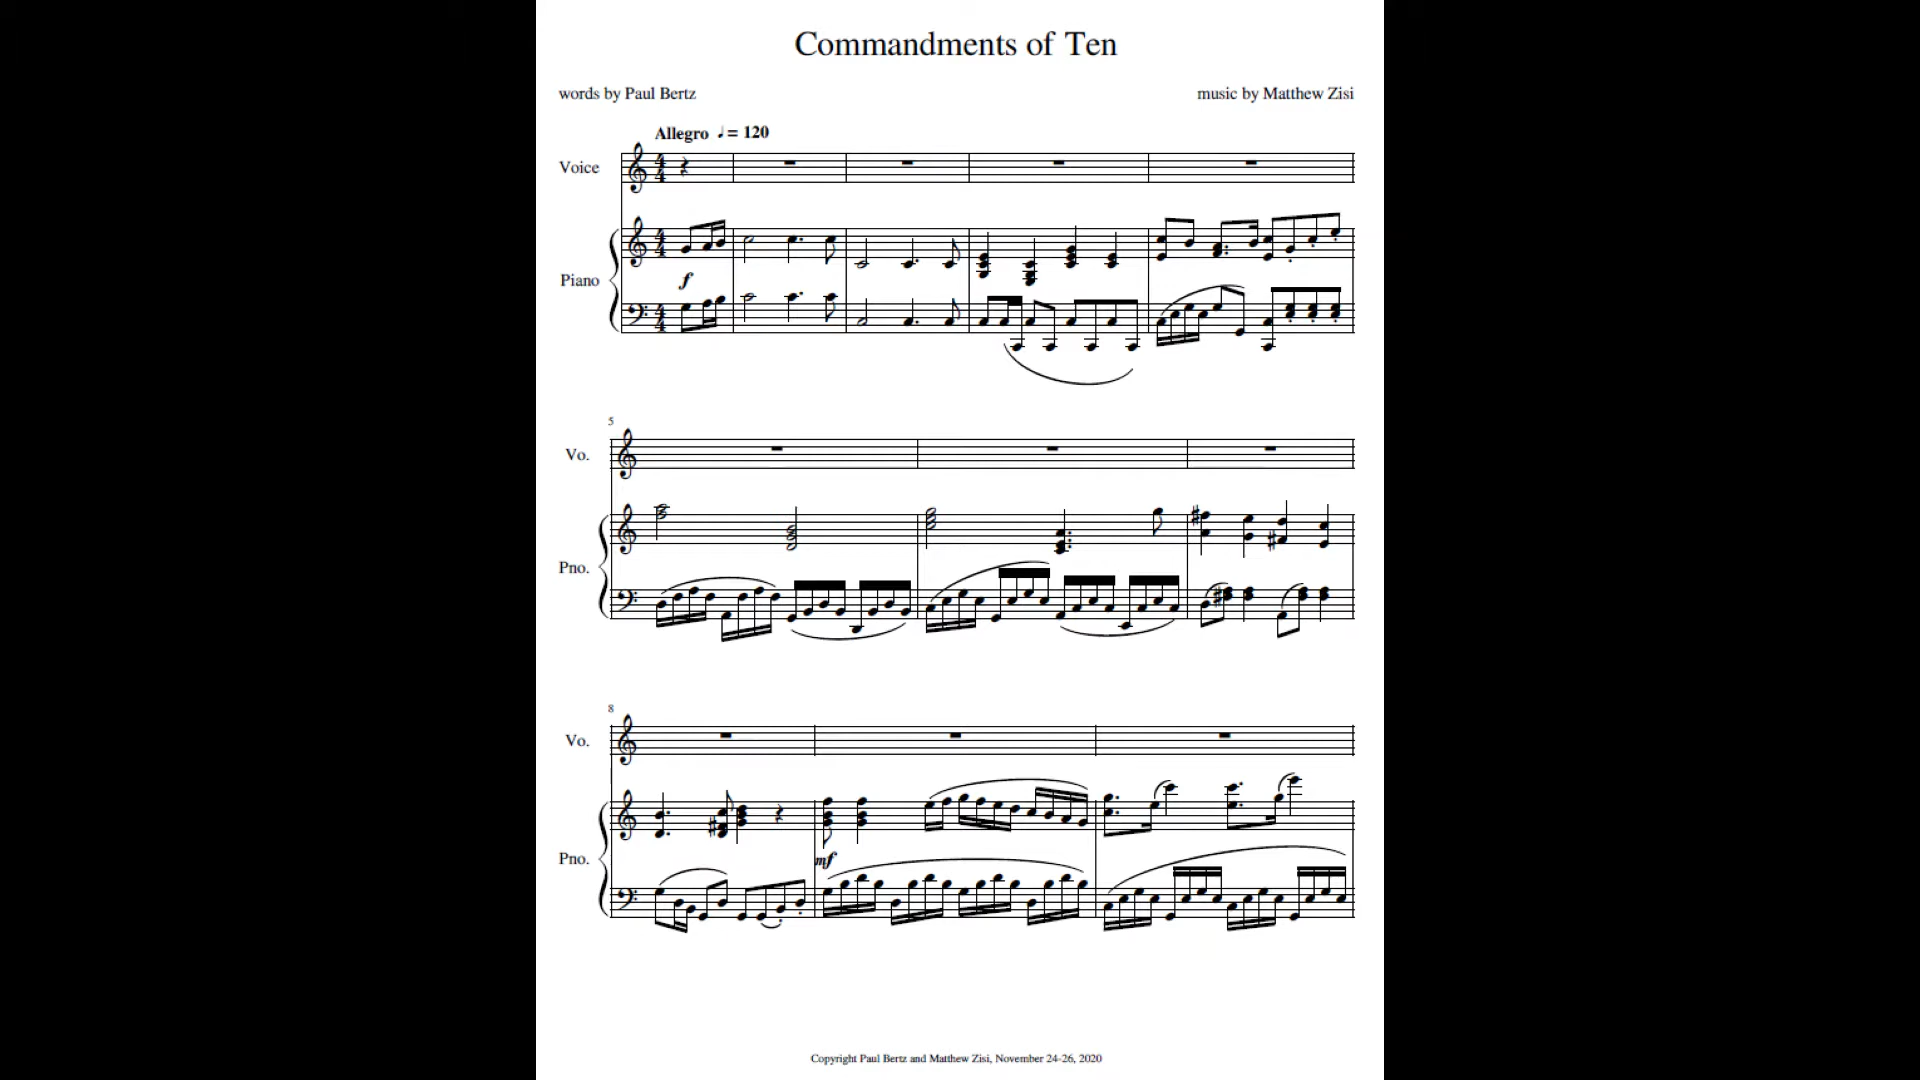 Commandments of Ten
words by Paul Bertz
music by Matthew Zisi
Allegro ♩ = 120
Voice
Piano
f
5
Vo.
Pno.
8
Vo.
Pno.
mf
Copyright Paul Bertz and Matthew Zisi, November 24-26, 2020